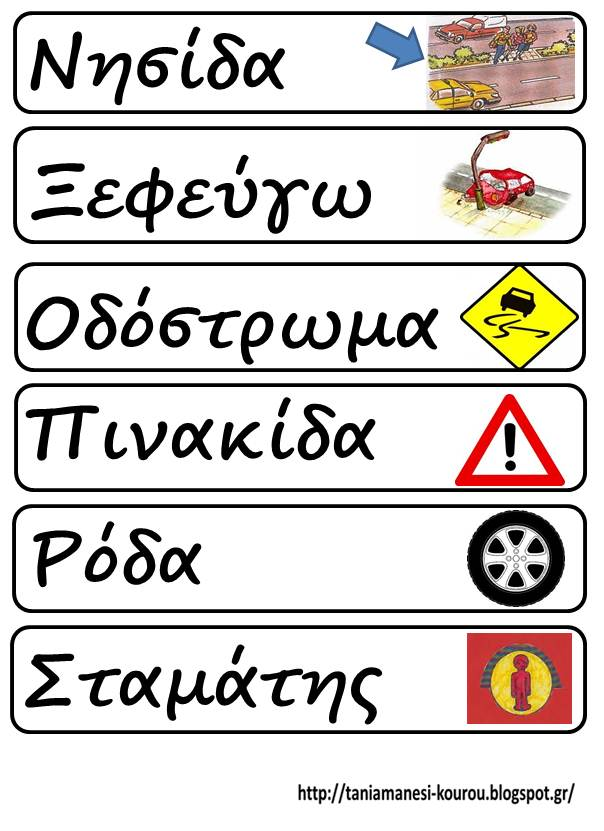 Νησίδα
Ξεφεύγω
Οδόστρωμα
Πινακίδα
Ρόδα
Σταμάτης
http://taniamanesi-kourou.blogspot.gr/